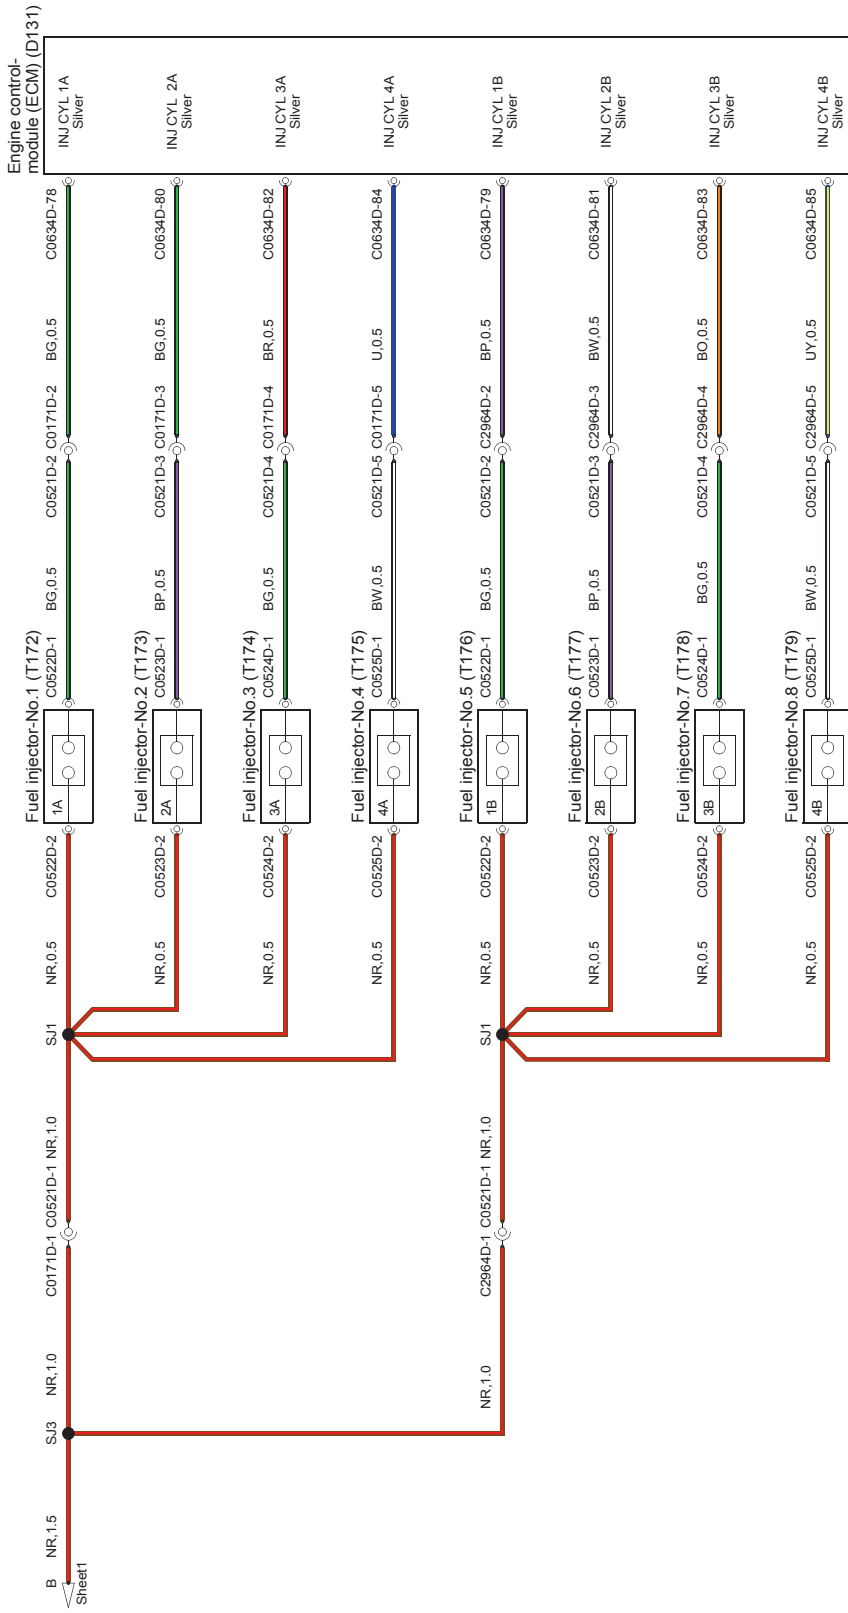 Engine control-
module (ECM) (D131)
INJ CYL 1A
Silver
INJ CYL 2A
Silver
INJ CYL 3A
Silver
INJ CYL 4A
Silver
INJ CYL 1B
Silver
INJ CYL 2B
Silver
INJ CYL 3B
Silver
INJ CYL 4B
Silver
C0634D-78
C0634D-80
C0634D-82
C0634D-84
C0634D-79
C0634D-81
C0634D-83
C0634D-85
BG,0.5
BG,0.5
BR,0.5
U,0.5
BP,0.5
BW,0.5
BO,0.5
UY,0.5
C0171D-2
C0171D-3
C0171D-4
C0171D-5
C2964D-2
C2964D-3
C2964D-4
C2964D-5
C0521D-2
C0521D-3
C0521D-4
C0521D-5
C0521D-2
C0521D-3
C0521D-4
C0521D-5
BG,0.5
BP,0.5
BG,0.5
BW,0.5
BG,0.5
BP,0.5
BG,0.5
BW,0.5
C0522D-1
C0523D-1
C0524D-1
C0525D-1
C0522D-1
C0523D-1
C0524D-1
C0525D-1
Fuel injector-No.1 (T172)
Fuel injector-No.2 (T173)
Fuel injector-No.3 (T174)
Fuel injector-No.4 (T175)
Fuel injector-No.5 (T176)
Fuel injector-No.6 (T177)
Fuel injector-No.7 (T178)
Fuel injector-No.8 (T179)
1A
2A
3A
4A
1B
2B
3B
4B
C0522D-2
C0523D-2
C0524D-2
C0525D-2
C0522D-2
C0523D-2
C0524D-2
C0525D-2
NR,0.5
NR,0.5
NR,0.5
NR,0.5
NR,0.5
NR,0.5
NR,0.5
NR,0.5
SJ1
SJ1
NR,1.0
NR,1.0
C0521D-1
C0521D-1
C0171D-1
C2964D-1
NR,1.0
NR,1.0
SJ3
NR,1.5
B
Sheet1